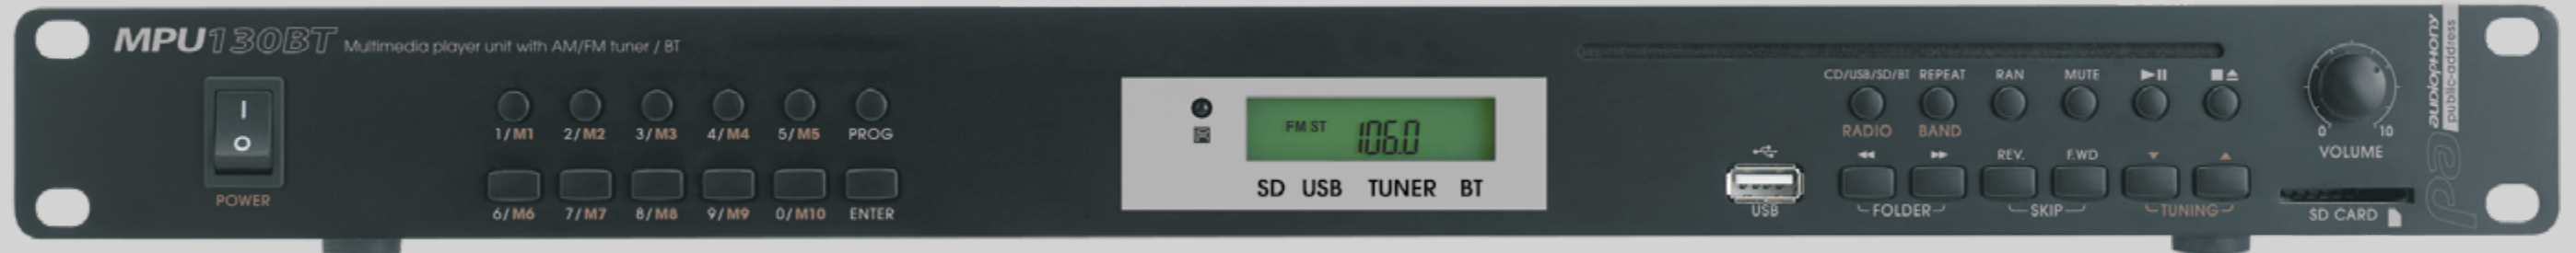 MPU130BT Multimedia player unit with AM/FM tuner / BT
POWER
1/M1 2/M2 3/M3 4/M4 5/M5 PROG
6/M6 7/M7 8/M8 9/M9 0/M10 ENTER
FM ST 106.0
SD USB TUNER BT
USB
CD/USB/SD/BT REPEAT RAN MUTE
RADIO BAND
REV. F.WD
FOLDER SKIP TUNING
0 10
VOLUME
SD CARD
audiophony
public-address
pa